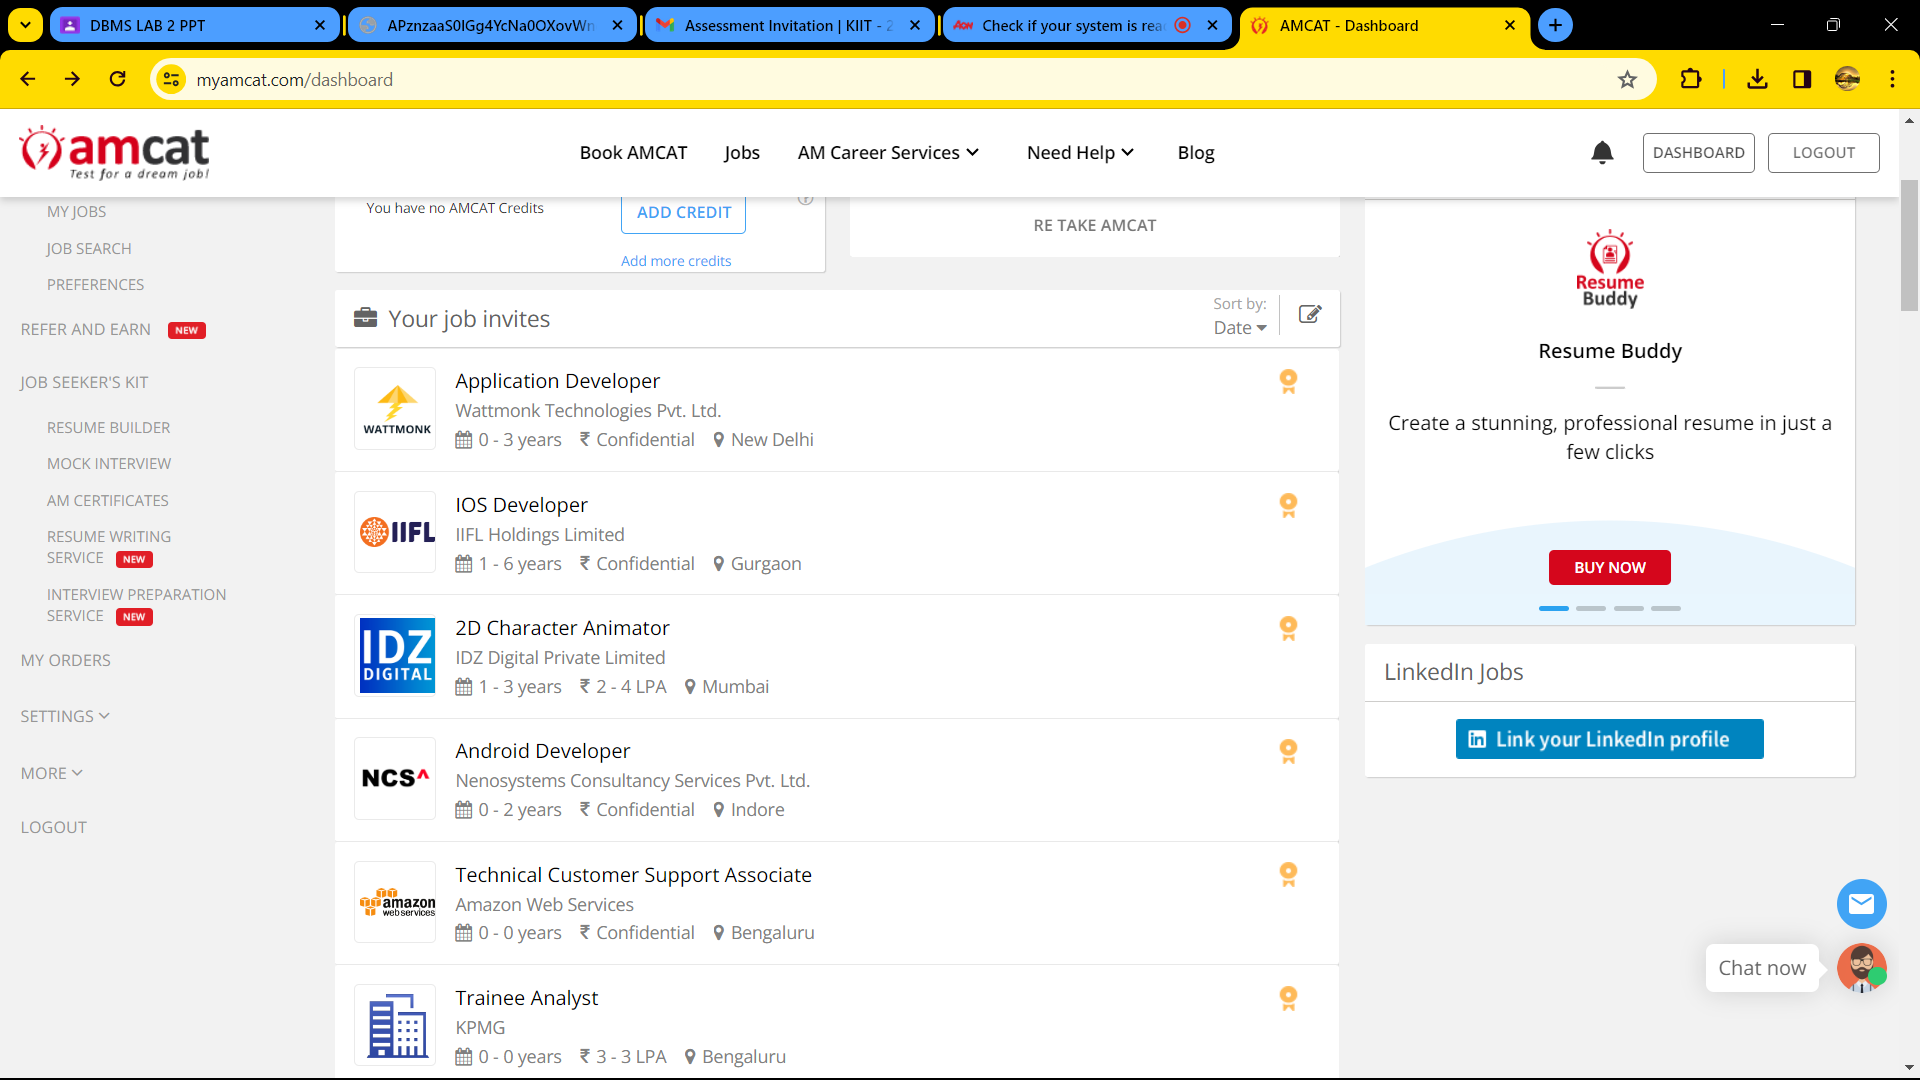 DBMS LAB 2 PPT
APznzaaS0lGg4YcNa0OXovWn
Assessment Invitation | KIIT - 2
AON
Check if your system is rea
AMCAT - Dashboard
myamcat.com/dashboard
amcat
Test for a dream job!
Book AMCAT
Jobs
AM Career Services
Need Help
Blog
DASHBOARD
LOGOUT
MY JOBS
JOB SEARCH
PREFERENCES
REFER AND EARN NEW
JOB SEEKER'S KIT
RESUME BUILDER
MOCK INTERVIEW
AM CERTIFICATES
RESUME WRITING
SERVICE NEW
INTERVIEW PREPARATION
SERVICE NEW
MY ORDERS
SETTINGS
MORE
LOGOUT
You have no AMCAT Credits
ADD CREDIT
Add more credits
RE TAKE AMCAT
Your job invites
Sort by:
Date
WATTMONK
Application Developer
Wattmonk Technologies Pvt. Ltd.
0 - 3 years ₹ Confidential New Delhi
IIFL
IOS Developer
IIFL Holdings Limited
1 - 6 years ₹ Confidential Gurgaon
IDZ
DIGITAL
2D Character Animator
IDZ Digital Private Limited
1 - 3 years ₹ 2 - 4 LPA Mumbai
NCS^
Android Developer
Nenosystems Consultancy Services Pvt. Ltd.
0 - 2 years ₹ Confidential Indore
amazon
web services
Technical Customer Support Associate
Amazon Web Services
0 - 0 years ₹ Confidential Bengaluru
Trainee Analyst
KPMG
0 - 0 years ₹ 3 - 3 LPA Bengaluru
Resume
Buddy
Resume Buddy
Create a stunning, professional resume in just a
few clicks
BUY NOW
LinkedIn Jobs
in Link your LinkedIn profile
Chat now